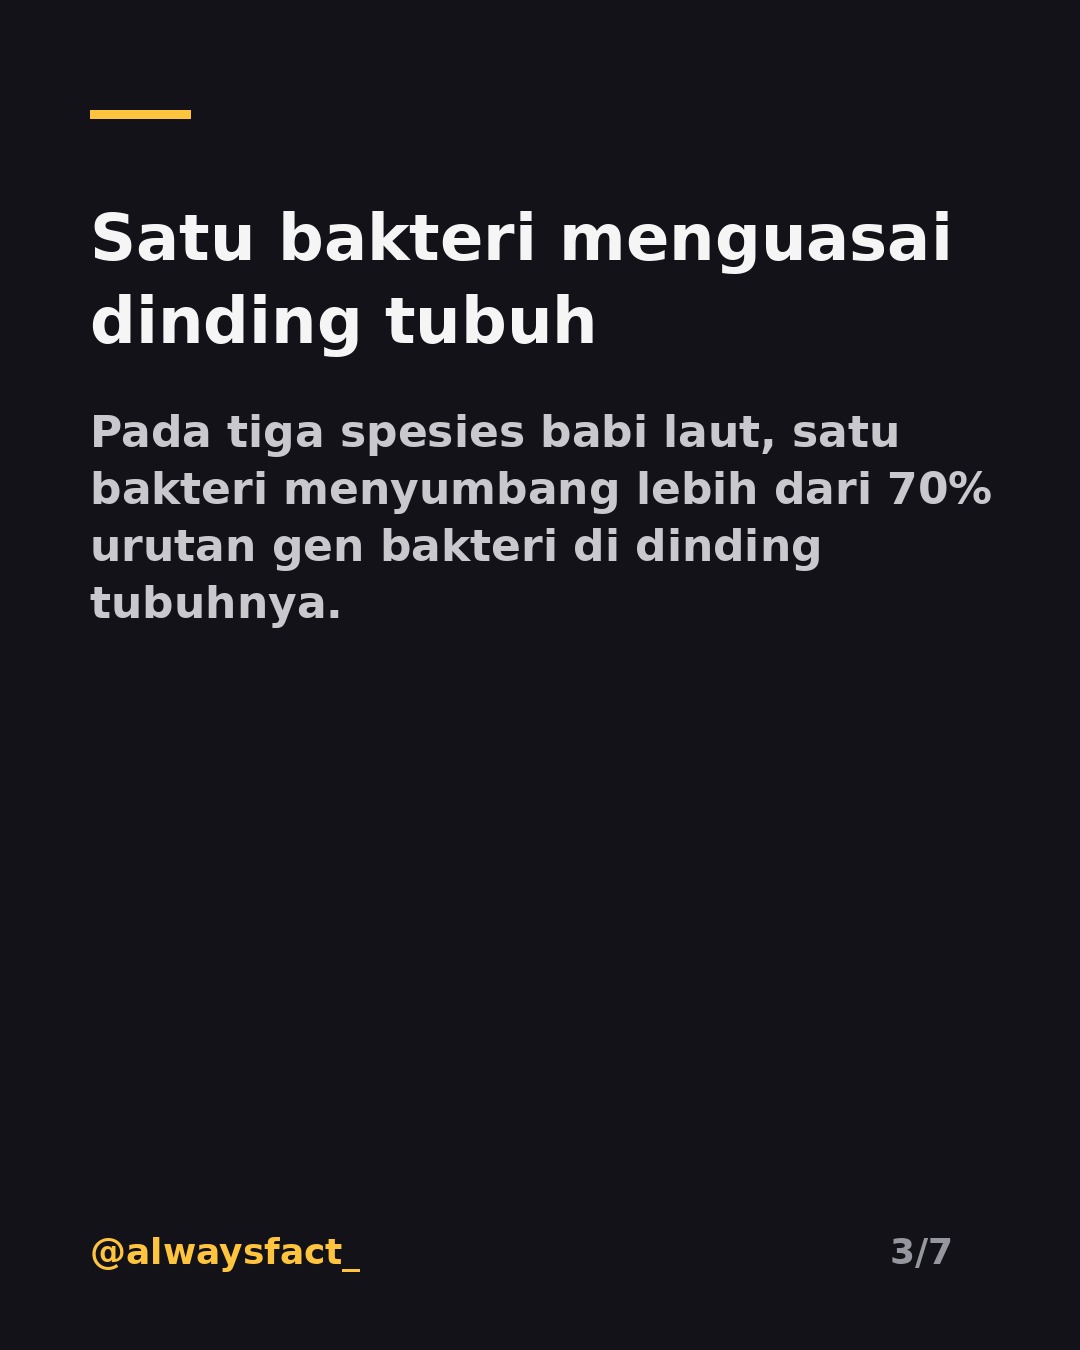 Satu bakteri menguasai
dinding tubuh
Pada tiga spesies babi laut, satu
bakteri menyumbang lebih dari 70%
urutan gen bakteri di dinding
tubuhnya.
@alwaysfact_
3/7